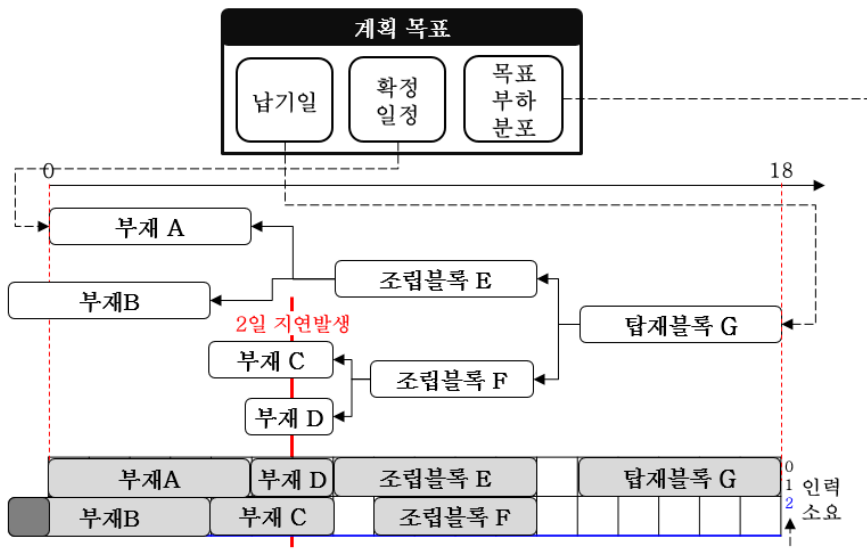 계획 목표
납기일
확정
일정
목표
부하
분포
0
18
부재 A
조립블록 E
부재B
2일 지연발생
탑재블록 G
부재 C
조립블록 F
부재 D
부재A
부재 D
조립블록 E
탑재블록 G
0
1
2
인력
소요
부재B
부재 C
조립블록 F